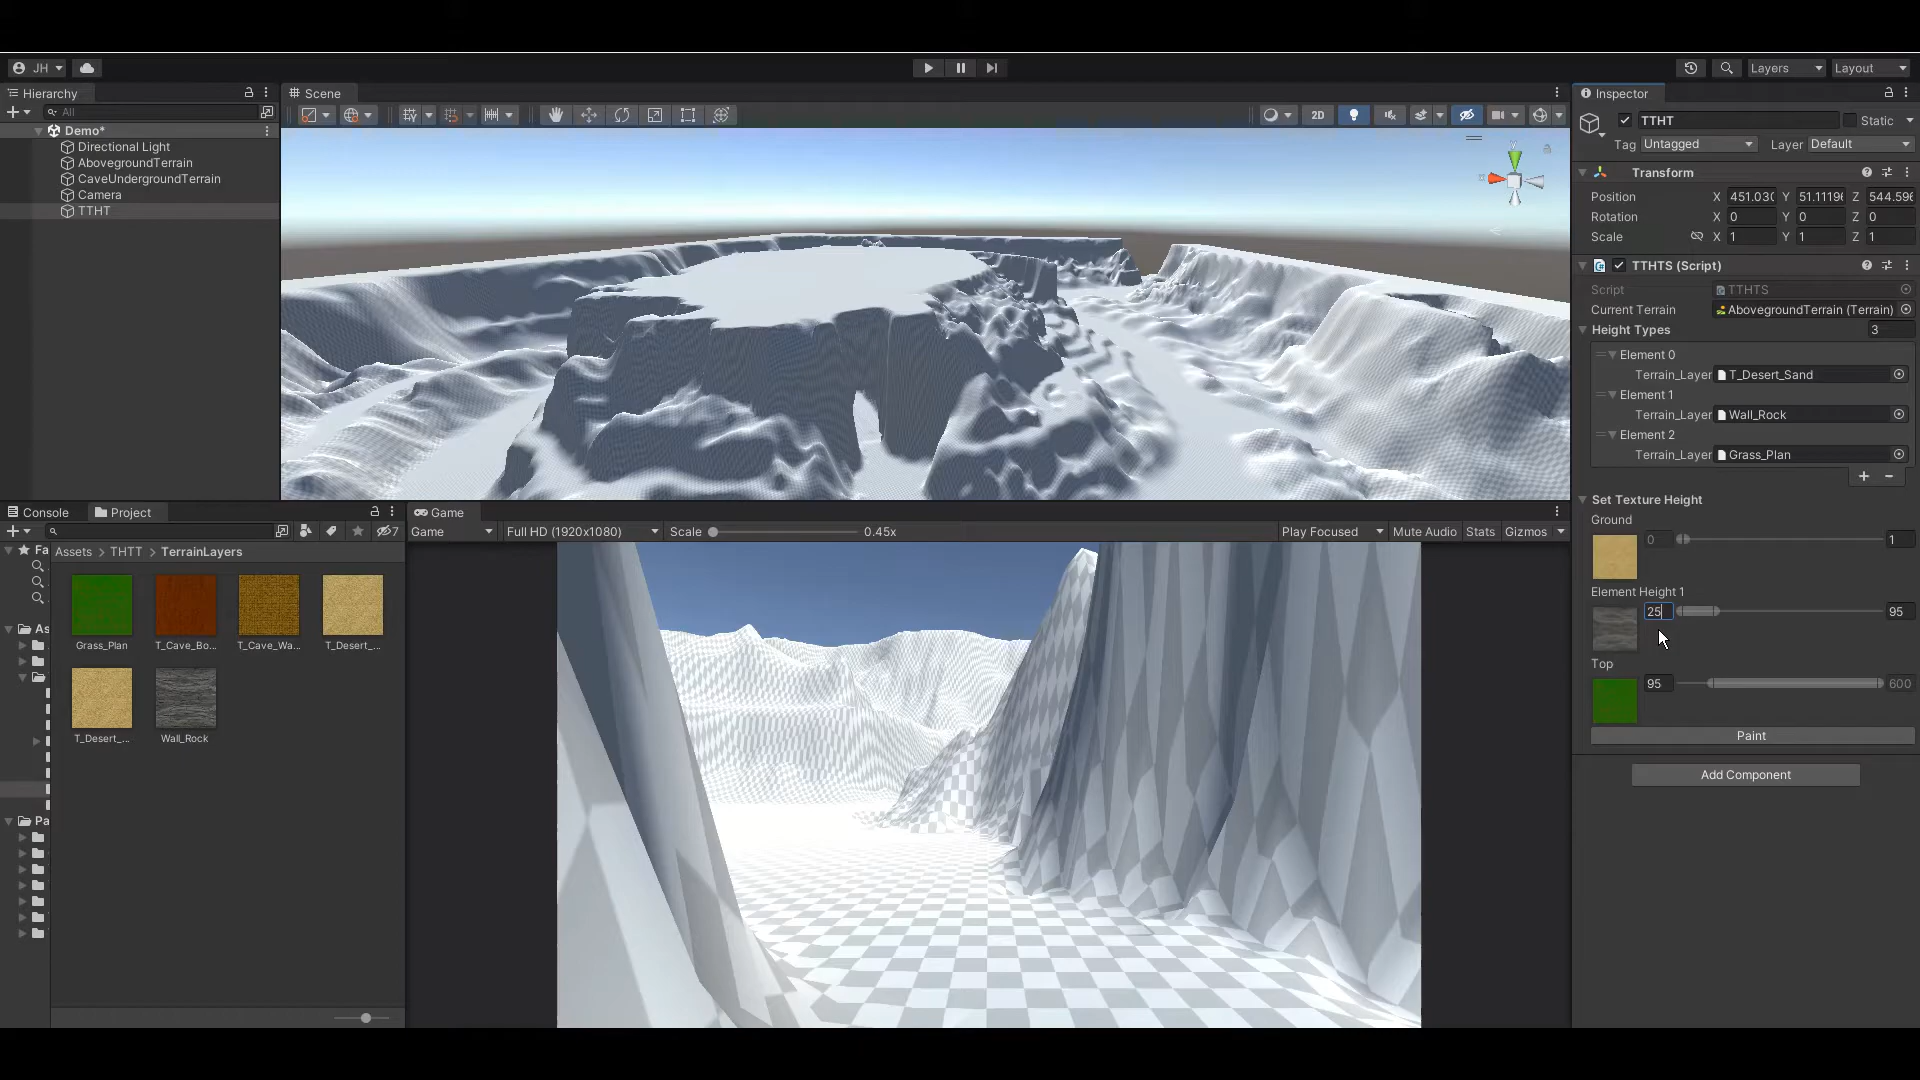 JH
Layers
Layout
Hierarchy
All
Demo*
Directional Light
AbovegroundTerrain
CaveUndergroundTerrain
Camera
TTHT
Scene
2D
y
Inspector
TTHT
Static
Tag Untagged Layer Default
Transform
Position X 451.030 Y 51.11196 Z 544.596
Rotation X 0 Y 0 Z 0
Scale X 1 Y 1 Z 1
TTHTS (Script)
Script TTHTS
Current Terrain AbovegroundTerrain (Terrain)
Height Types 3
Element 0
Terrain_Layer T_Desert_Sand
Element 1
Terrain_Layer Wall_Rock
Element 2
Terrain_Layer Grass_Plan
Set Texture Height
Ground
0 1
Element Height 1
25 95
Top
95 600
Paint
Add Component
Console Project
7
Fa
Assets > THTT > TerrainLayers
Grass_Plan T_Cave_Bo... T_Cave_Wa... T_Desert_...
T_Desert_... Wall_Rock
As
Pa
Game
Game Full HD (1920x1080) Scale 0.45x Play Focused Mute Audio Stats Gizmos